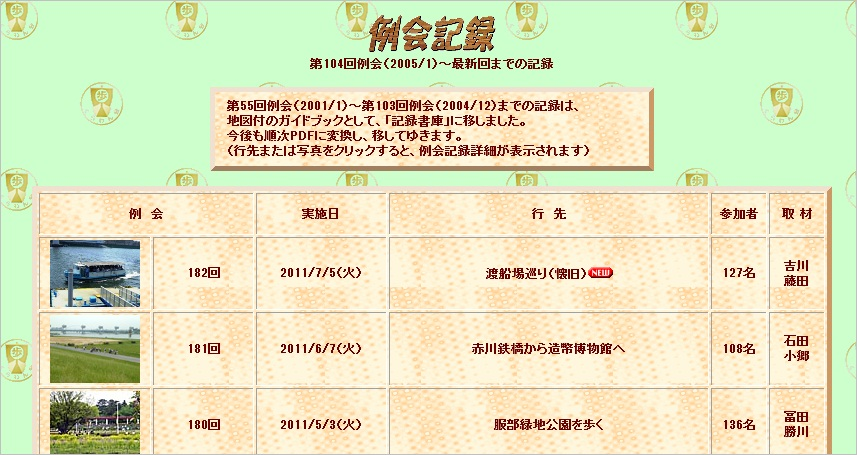 例会記録
第104回例会(2005/1)～最新回までの記録
第55回例会(2001/1)～第103回例会(2004/12)までの記録は、
地図付のガイドブックとして、「記録書庫」に移しました。
今後も順次PDFに変換し、移してゆきます。
(行先または写真をクリックすると、例会記録詳細が表示されます)
例 会 実施日 行 先 参加者 取 材
182回 2011/7/5(火) 渡船場巡り(懐旧) NEW 127名 吉川
藤田
181回 2011/6/7(火) 赤川鉄橋から造幣博物館へ 108名 石田
小郷
180回 2011/5/3(火) 服部緑地公園を歩く 136名 冨田
勝川